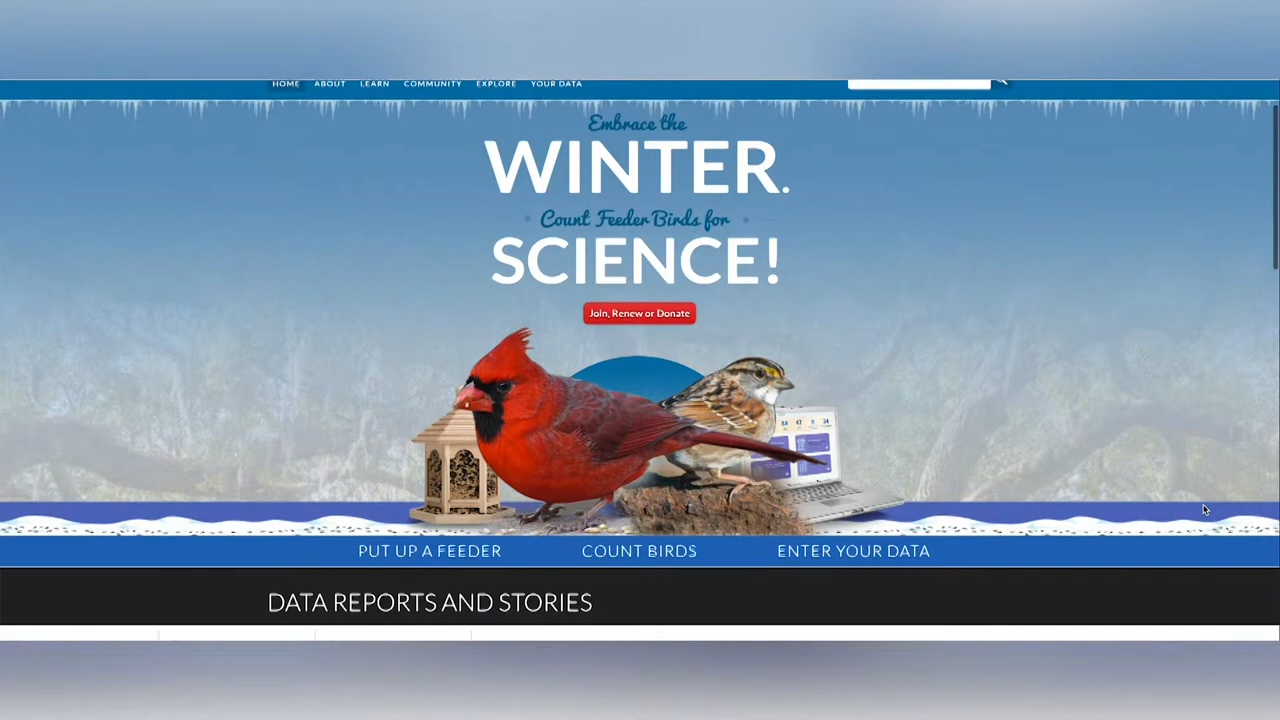 HOME ABOUT LEARN COMMUNITY EXPLORE YOUR DATA
Embrace the
WINTER.
Count Feeder Birds for
SCIENCE!
Join, Renew or Donate
PUT UP A FEEDER COUNT BIRDS ENTER YOUR DATA
DATA REPORTS AND STORIES